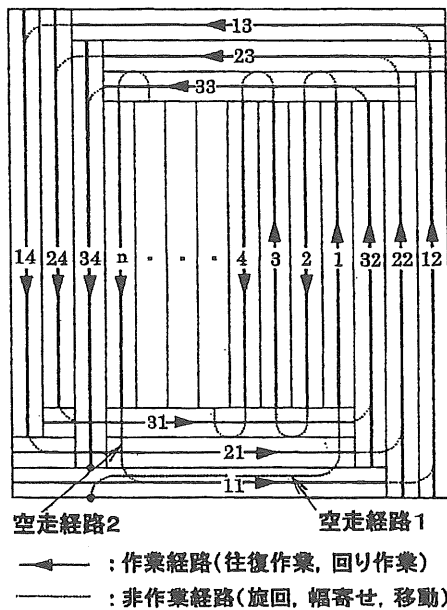 13
23
33
14 24 34 n ・ ・ ・ 4 3 2 1 32 22 12
31
21
11
空走経路2 空走経路1
:作業経路(往復作業, 回り作業)
:非作業経路(旋回, 幅寄せ, 移動)